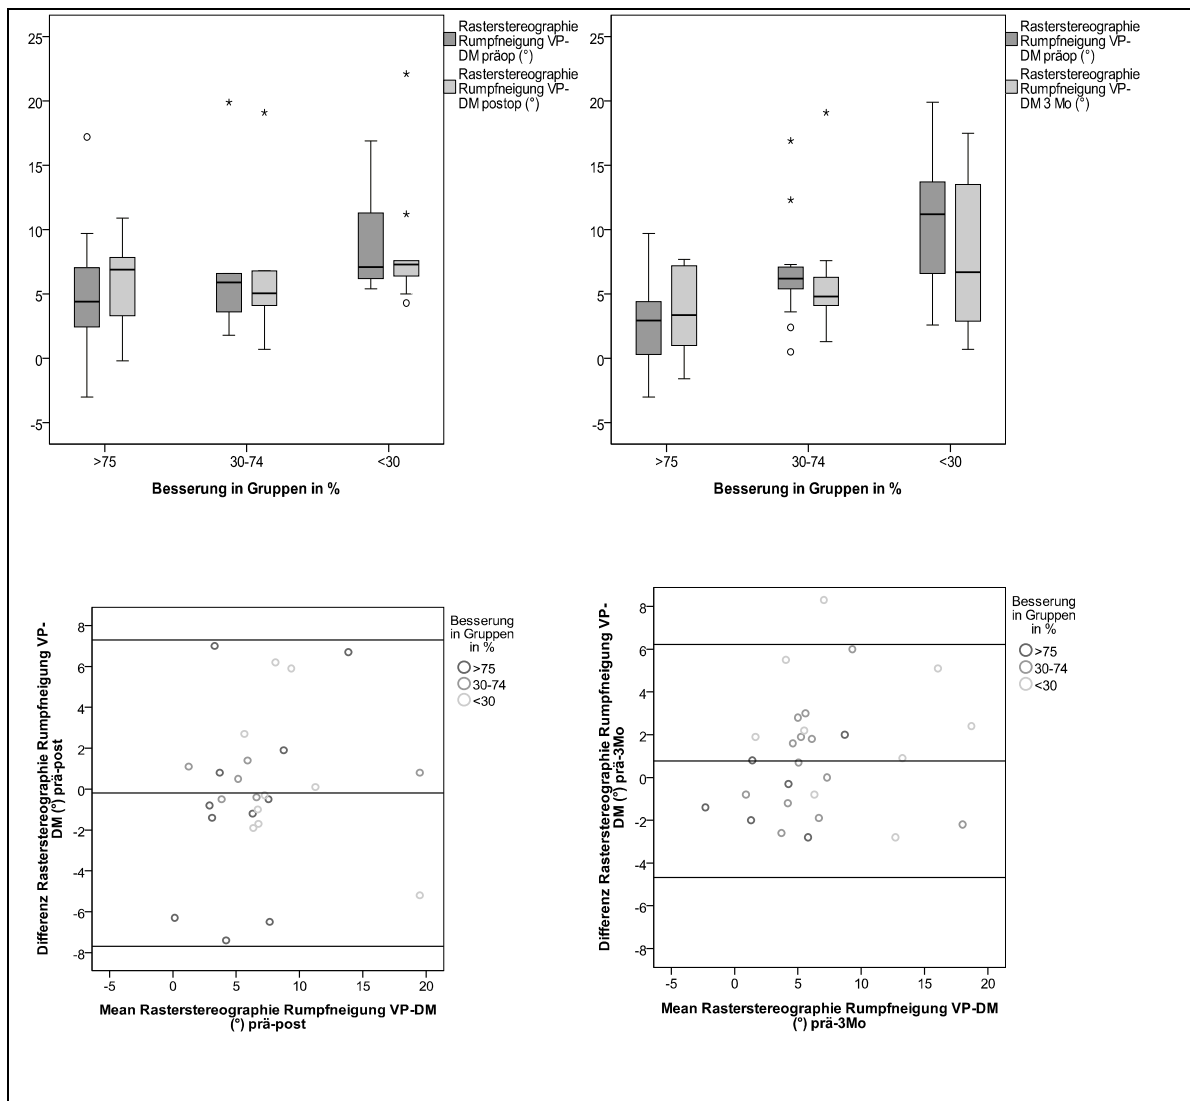 Rasterstereographie
Rumpfneigung VP-
DM präop (°)
Rasterstereographie
Rumpfneigung VP-
DM postop (°)
25
20
15
10
5
0
-5
>75
30-74
<30
Besserung in Gruppen in %
Rasterstereographie
Rumpfneigung VP-
DM präop (°)
Rasterstereographie
Rumpfneigung VP-
DM 3 Mo (°)
25
20
15
10
5
0
-5
>75
30-74
<30
Besserung in Gruppen in %
Differenz Rasterstereographie Rumpfneigung VP-
DM (°) prä-post
8
6
4
2
0
-2
-4
-6
-8
-5
0
5
10
15
20
Mean Rasterstereographie Rumpfneigung VP-DM
(°) prä-post
Besserung
in Gruppen
in %
>75
30-74
<30
Differenz Rasterstereographie Rumpfneigung VP-
DM (°) prä-3Mo
8
6
4
2
0
-2
-4
-6
-8
-5
0
5
10
15
20
Mean Rasterstereographie Rumpfneigung VP-DM
(°) prä-3Mo
Besserung
in Gruppen
in %
>75
30-74
<30